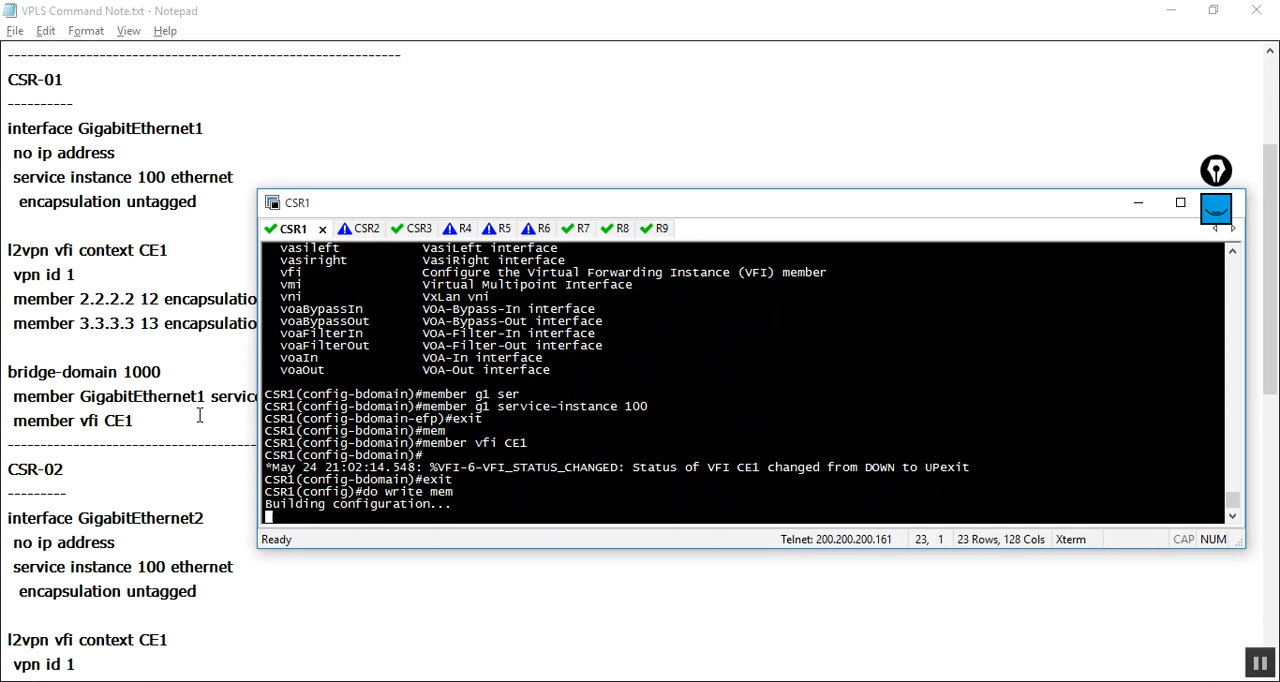 VPLS Command Note.txt - Notepad
File Edit Format View Help
------------------------------------------------------------
CSR-01
----------
interface GigabitEthernet1
no ip address
service instance 100 ethernet
encapsulation untagged
l2vpn vfi context CE1
vpn id 1
member 2.2.2.2 12 encapsulatio
member 3.3.3.3 13 encapsulatio
bridge-domain 1000
member GigabitEthernet1 servic
member vfi CE1
--------------------------------------
CSR-02
---------
interface GigabitEthernet2
no ip address
service instance 100 ethernet
encapsulation untagged
l2vpn vfi context CE1
vpn id 1
CSR1
CSR1 x CSR2 CSR3 R4 R5 R6 R7 R8 R9
vasileft VasiLeft interface
vasiright VasiRight interface
vfi Configure the Virtual Forwarding Instance (VFI) member
vmi Virtual Multipoint Interface
vni VxLan vni
voaBypassIn VOA-Bypass-In interface
voaBypassOut VOA-Bypass-Out interface
voaFilterIn VOA-Filter-In interface
voaFilterOut VOA-Filter-Out interface
voaIn VOA-In interface
voaOut VOA-Out interface
CSR1(config-bdomain)#member g1 ser
CSR1(config-bdomain)#member g1 service-instance 100
CSR1(config-bdomain-efp)#exit
CSR1(config-bdomain)#mem
CSR1(config-bdomain)#member vfi CE1
CSR1(config-bdomain)#
*May 24 21:02:14.548: %VFI-6-VFI_STATUS_CHANGED: Status of VFI CE1 changed from DOWN to UPexit
CSR1(config-bdomain)#exit
CSR1(config)#do write mem
Building configuration...
Ready Telnet: 200.200.200.161 23, 1 23 Rows, 128 Cols Xterm CAP NUM